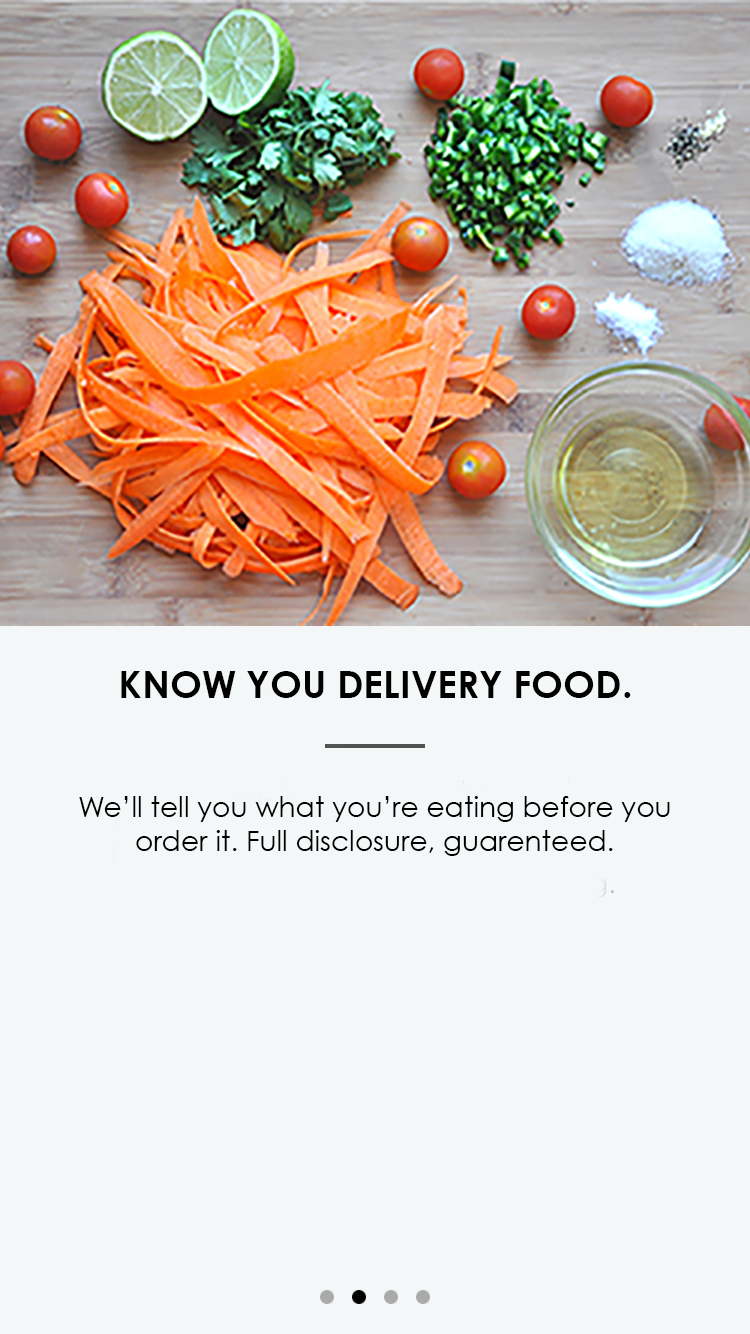 KNOW YOU DELIVERY FOOD.
We’ll tell you what you’re eating before you
order it. Full disclosure, guarenteed.